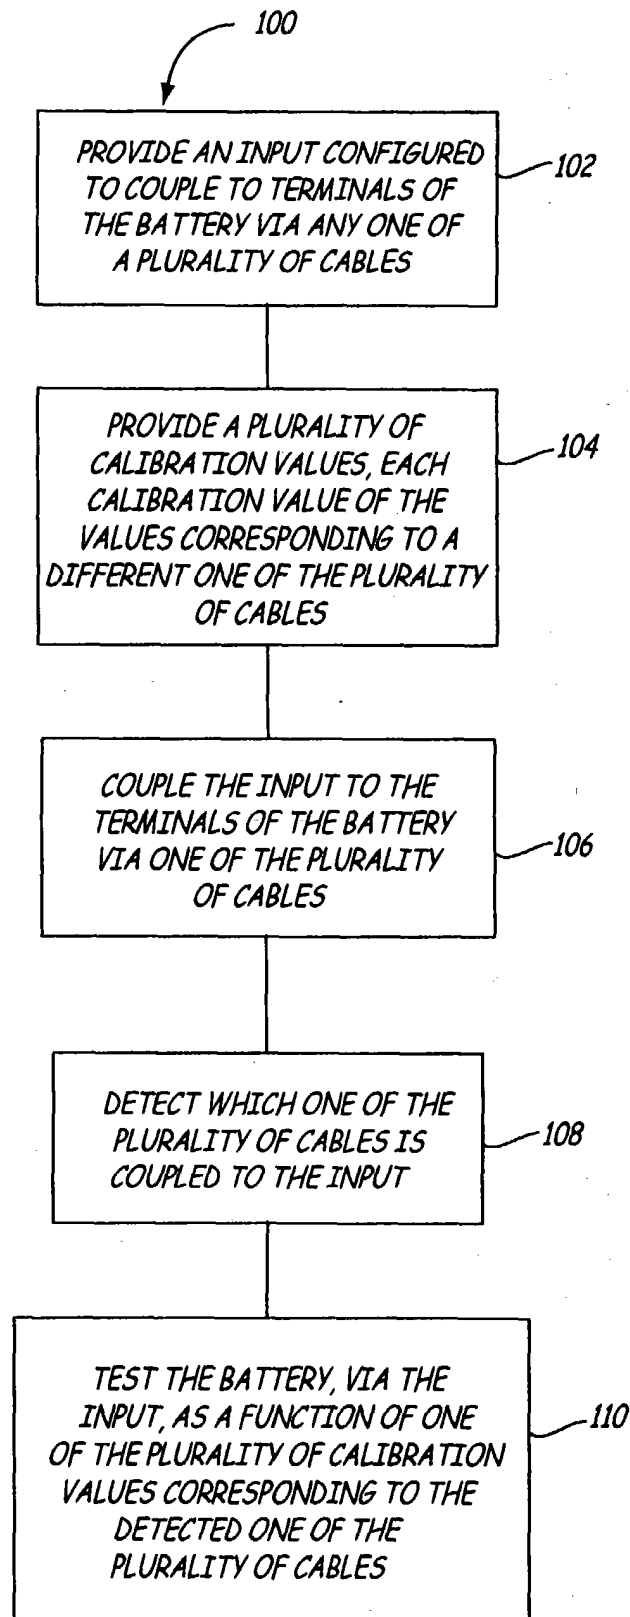 100
PROVIDE AN INPUT CONFIGURED
TO COUPLE TO TERMINALS OF
THE BATTERY VIA ANY ONE OF
A PLURALITY OF CABLES
102
PROVIDE A PLURALITY OF
CALIBRATION VALUES, EACH
CALIBRATION VALUE OF THE
VALUES CORRESPONDING TO A
DIFFERENT ONE OF THE PLURALITY
OF CABLES
104
COUPLE THE INPUT TO THE
TERMINALS OF THE BATTERY
VIA ONE OF THE PLURALITY
OF CABLES
106
DETECT WHICH ONE OF THE
PLURALITY OF CABLES IS
COUPLED TO THE INPUT
108
TEST THE BATTERY, VIA THE
INPUT, AS A FUNCTION OF ONE
OF THE PLURALITY OF CALIBRATION
VALUES CORRESPONDING TO THE
DETECTED ONE OF THE
PLURALITY OF CABLES
110